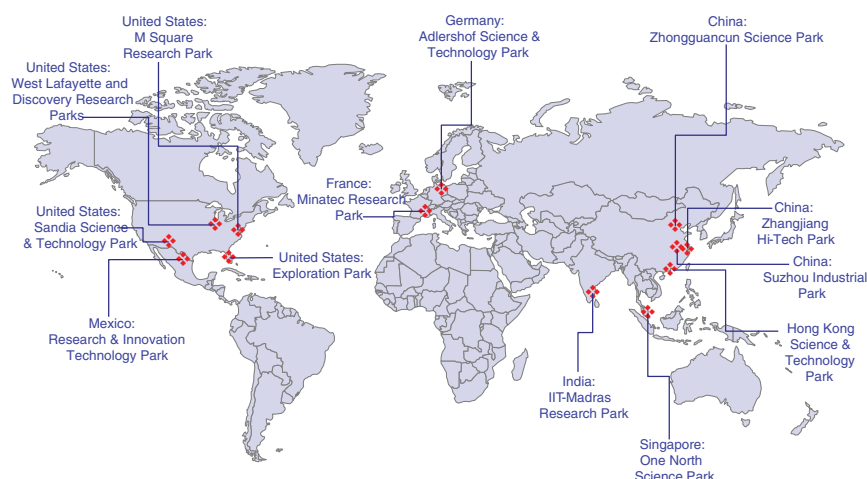 United States:
M Square
Research Park
Germany:
Adlershof Science &
Technology Park
China:
Zhongguancun Science Park
United States:
West Lafayette and
Discovery Research
Parks
France:
Minatec Research
Park
United States:
Sandia Science
& Technology Park
China:
Zhangjiang
Hi-Tech Park
United States:
Exploration Park
China:
Suzhou Industrial
Park
Mexico:
Research & Innovation
Technology Park
Hong Kong
Science &
Technology
Park
India:
IIT-Madras
Research Park
Singapore:
One North
Science Park